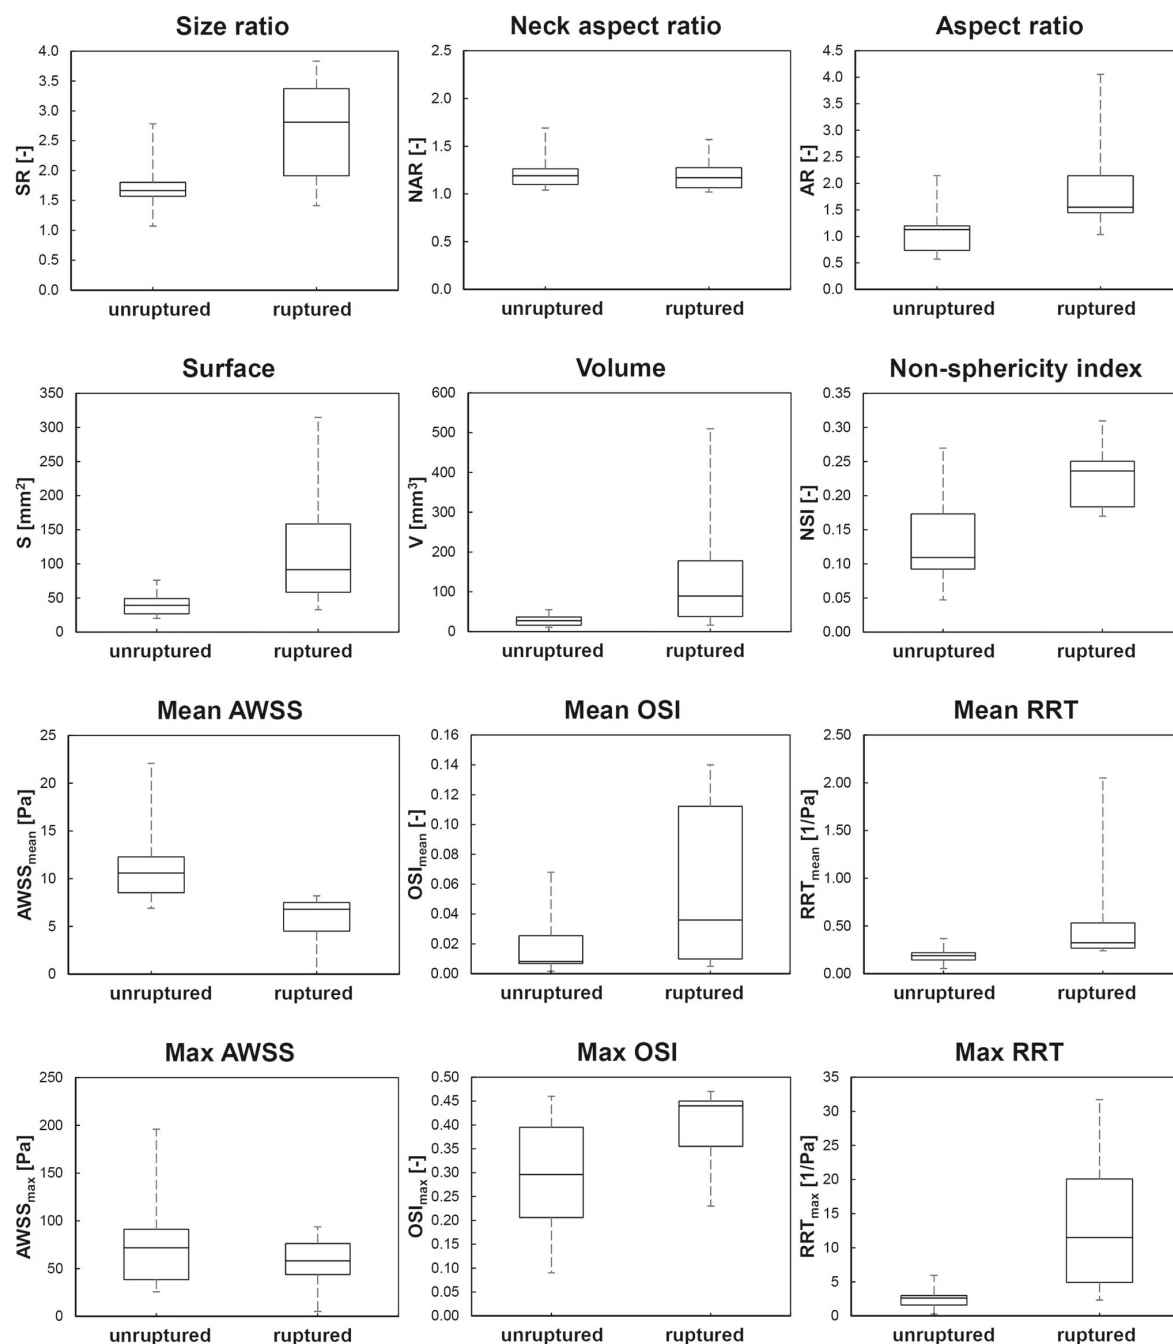 Size ratio
SR [-]
4.0
3.5
3.0
2.5
2.0
1.5
1.0
0.5
0.0
unruptured ruptured
Neck aspect ratio
NAR [-]
2.5
2.0
1.5
1.0
0.5
0.0
unruptured ruptured
Aspect ratio
AR [-]
4.5
4.0
3.5
3.0
2.5
2.0
1.5
1.0
0.5
0.0
unruptured ruptured
Surface
S [mm²]
350
300
250
200
150
100
50
0
unruptured ruptured
Volume
V [mm³]
600
500
400
300
200
100
0
unruptured ruptured
Non-sphericity index
NSI [-]
0.35
0.30
0.25
0.20
0.15
0.10
0.05
0.00
unruptured ruptured
Mean AWSS
AWSSmean [Pa]
25
20
15
10
5
0
unruptured ruptured
Mean OSI
OSImean [-]
0.16
0.14
0.12
0.10
0.08
0.06
0.04
0.02
0.00
unruptured ruptured
Mean RRT
RRTmean [1/Pa]
2.50
2.00
1.50
1.00
0.50
0.00
unruptured ruptured
Max AWSS
AWSSmax [Pa]
250
200
150
100
50
0
unruptured ruptured
Max OSI
OSImax [-]
0.50
0.45
0.40
0.35
0.30
0.25
0.20
0.15
0.10
0.05
0.00
unruptured ruptured
Max RRT
RRTmax [1/Pa]
35
30
25
20
15
10
5
0
unruptured ruptured